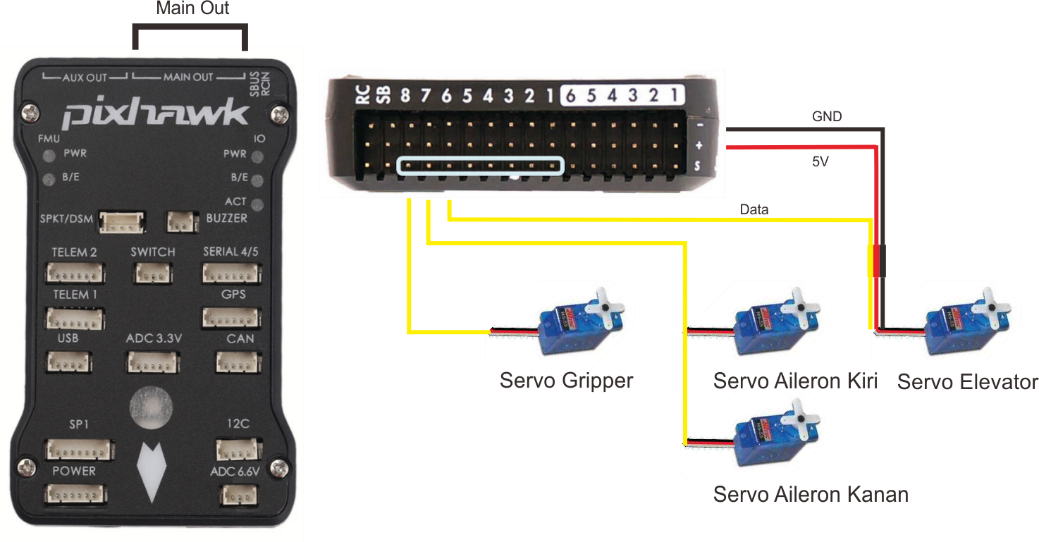 Main Out
AUX OUT
MAIN OUT
SBUS
RCIN
pixhawk
FMU
IO
PWR
PWR
B/E
B/E
ACT
SPKT/DSM
BUZZER
TELEM 2
SWITCH
SERIAL 4/5
TELEM 1
GPS
USB
ADC 3.3V
CAN
SP1
12C
POWER
ADC 6.6V
RC
SB
8 7 6 5 4 3 2 1 6 5 4 3 2 1
-
+
S
GND
5V
Data
Servo Gripper
Servo Aileron Kiri
Servo Elevator
Servo Aileron Kanan